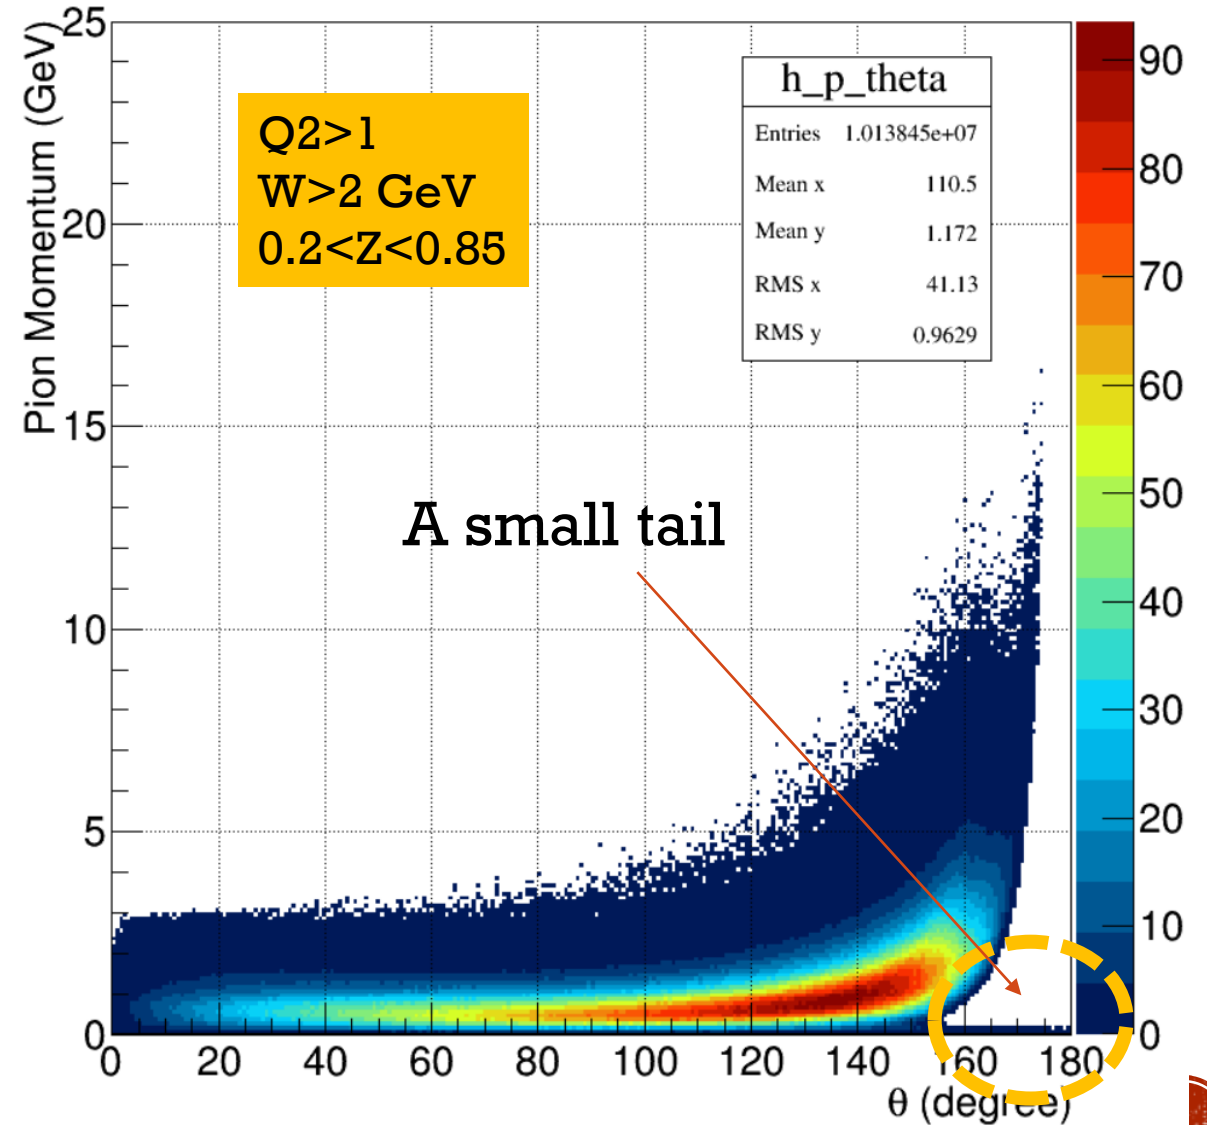 Pion Momentum (GeV)
25
20
15
10
5
0
Q2>1
W>2 GeV
0.2<Z<0.85
h_p_theta
Entries 1.013845e+07
Mean x 110.5
Mean y 1.172
RMS x 41.13
RMS y 0.9629
A small tail
90
80
70
60
50
40
30
20
10
0
0 20 40 60 80 100 120 140 160 180
θ (degree)